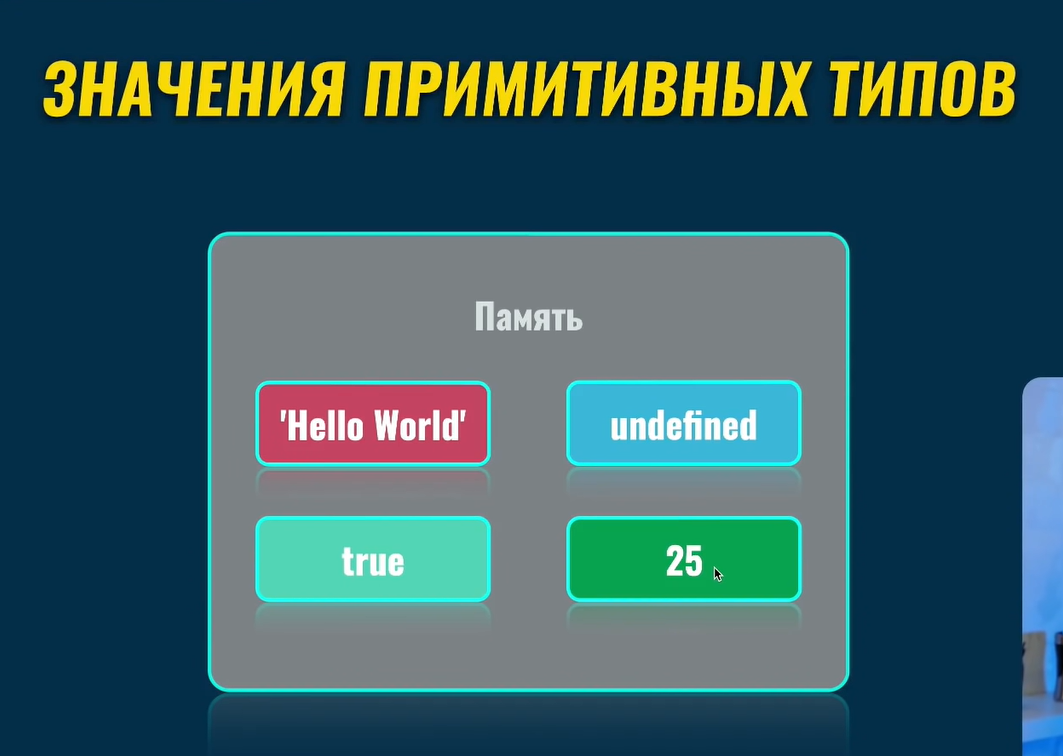 ЗНАЧЕНИЯ ПРИМИТИВНЫХ ТИПОВ
Память
'Hello World'
undefined
true
25